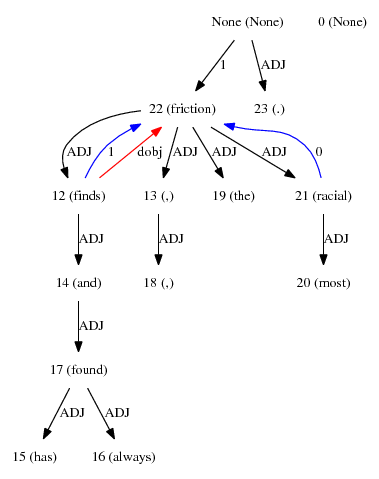 None (None) 0 (None)
1 ADJ
22 (friction) 23 (.)
ADJ 1 dobj ADJ ADJ ADJ 0
12 (finds) 13 (,) 19 (the) 21 (racial)
ADJ ADJ ADJ
14 (and) 18 (,) 20 (most)
ADJ
17 (found)
ADJ ADJ
15 (has) 16 (always)